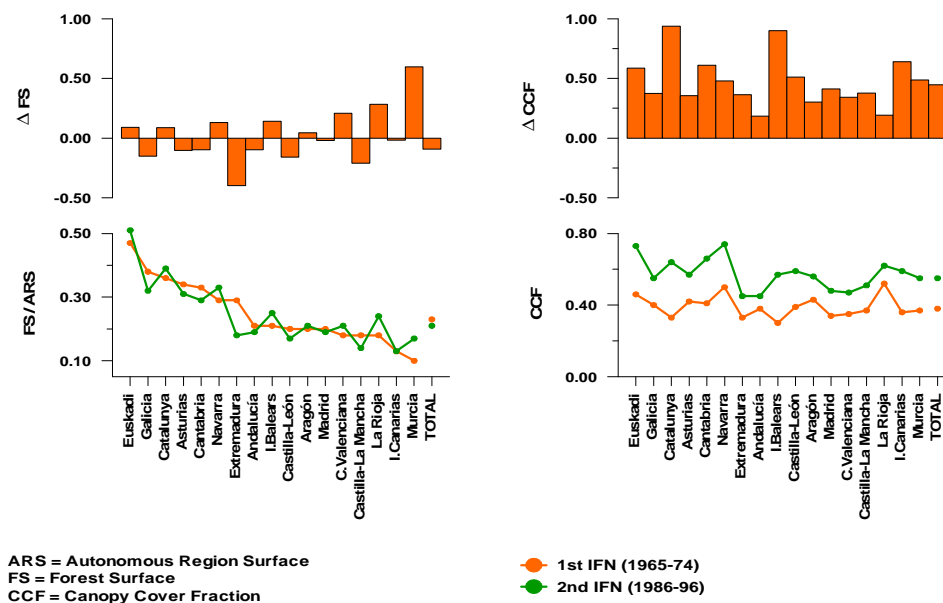 1.00
0.50
0.00
-0.50
Δ FS
1.00
0.50
0.00
-0.50
Δ CCF
0.50
0.30
0.10
FS/ ARS
0.80
0.40
0.00
CCF
Euskadi
Galicia
Catalunya
Asturias
Cantabria
Navarra
Extremadura
Andalucía
I.Balears
Castilla-León
Aragón
Madrid
C.Valenciana
Castilla-La Mancha
La Rioja
I.Canarias
Murcia
TOTAL
Euskadi
Galicia
Catalunya
Asturias
Cantabria
Navarra
Extremadura
Andalucía
I.Balears
Castilla-León
Aragón
Madrid
C.Valenciana
Castilla-La Mancha
La Rioja
I.Canarias
Murcia
TOTAL
ARS = Autonomous Region Surface
FS = Forest Surface
CCF = Canopy Cover Fraction
1st IFN (1965-74)
2nd IFN (1986-96)